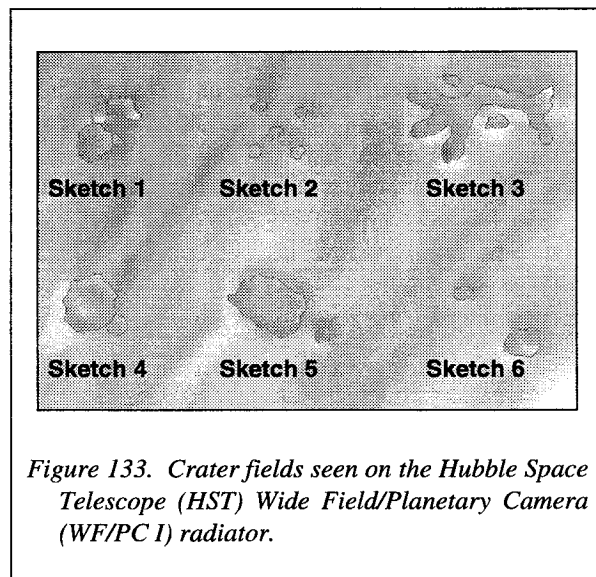 Sketch 1 Sketch 2 Sketch 3
Sketch 4 Sketch 5 Sketch 6
Figure 133. Crater fields seen on the Hubble Space
Telescope (HST) Wide Field/Planetary Camera
(WF/PC I) radiator.